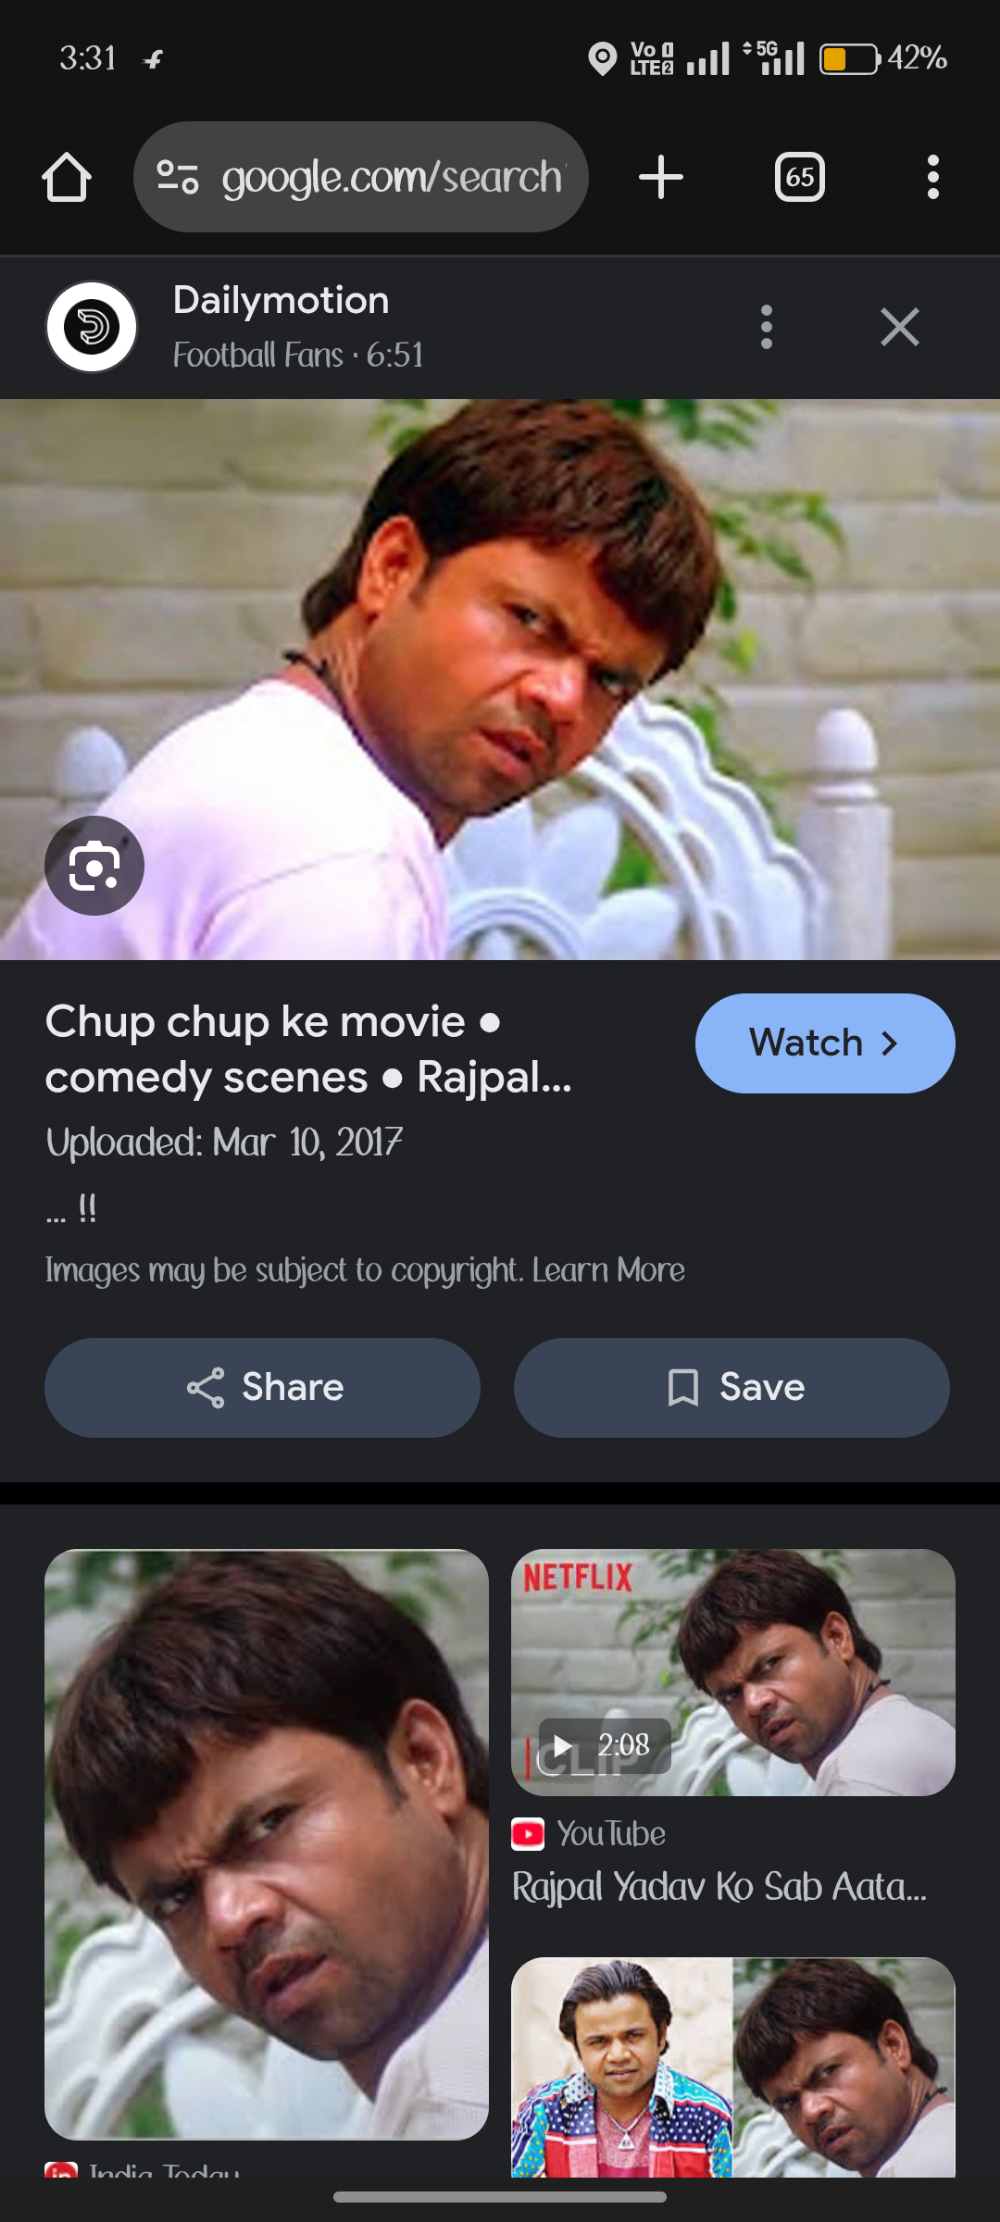 3:31
Vo 1
LTE2
5G
42%
google.com/search
65
Dailymotion
Football Fans · 6:51
Chup chup ke movie ●
comedy scenes ● Rajpal...
Watch
Uploaded: Mar 10, 2017
... !!
Images may be subject to copyright. Learn More
Share
Save
NETFLIX
CLIP
2:08
YouTube
Rajpal Yadav Ko Sab Aata...
India Today